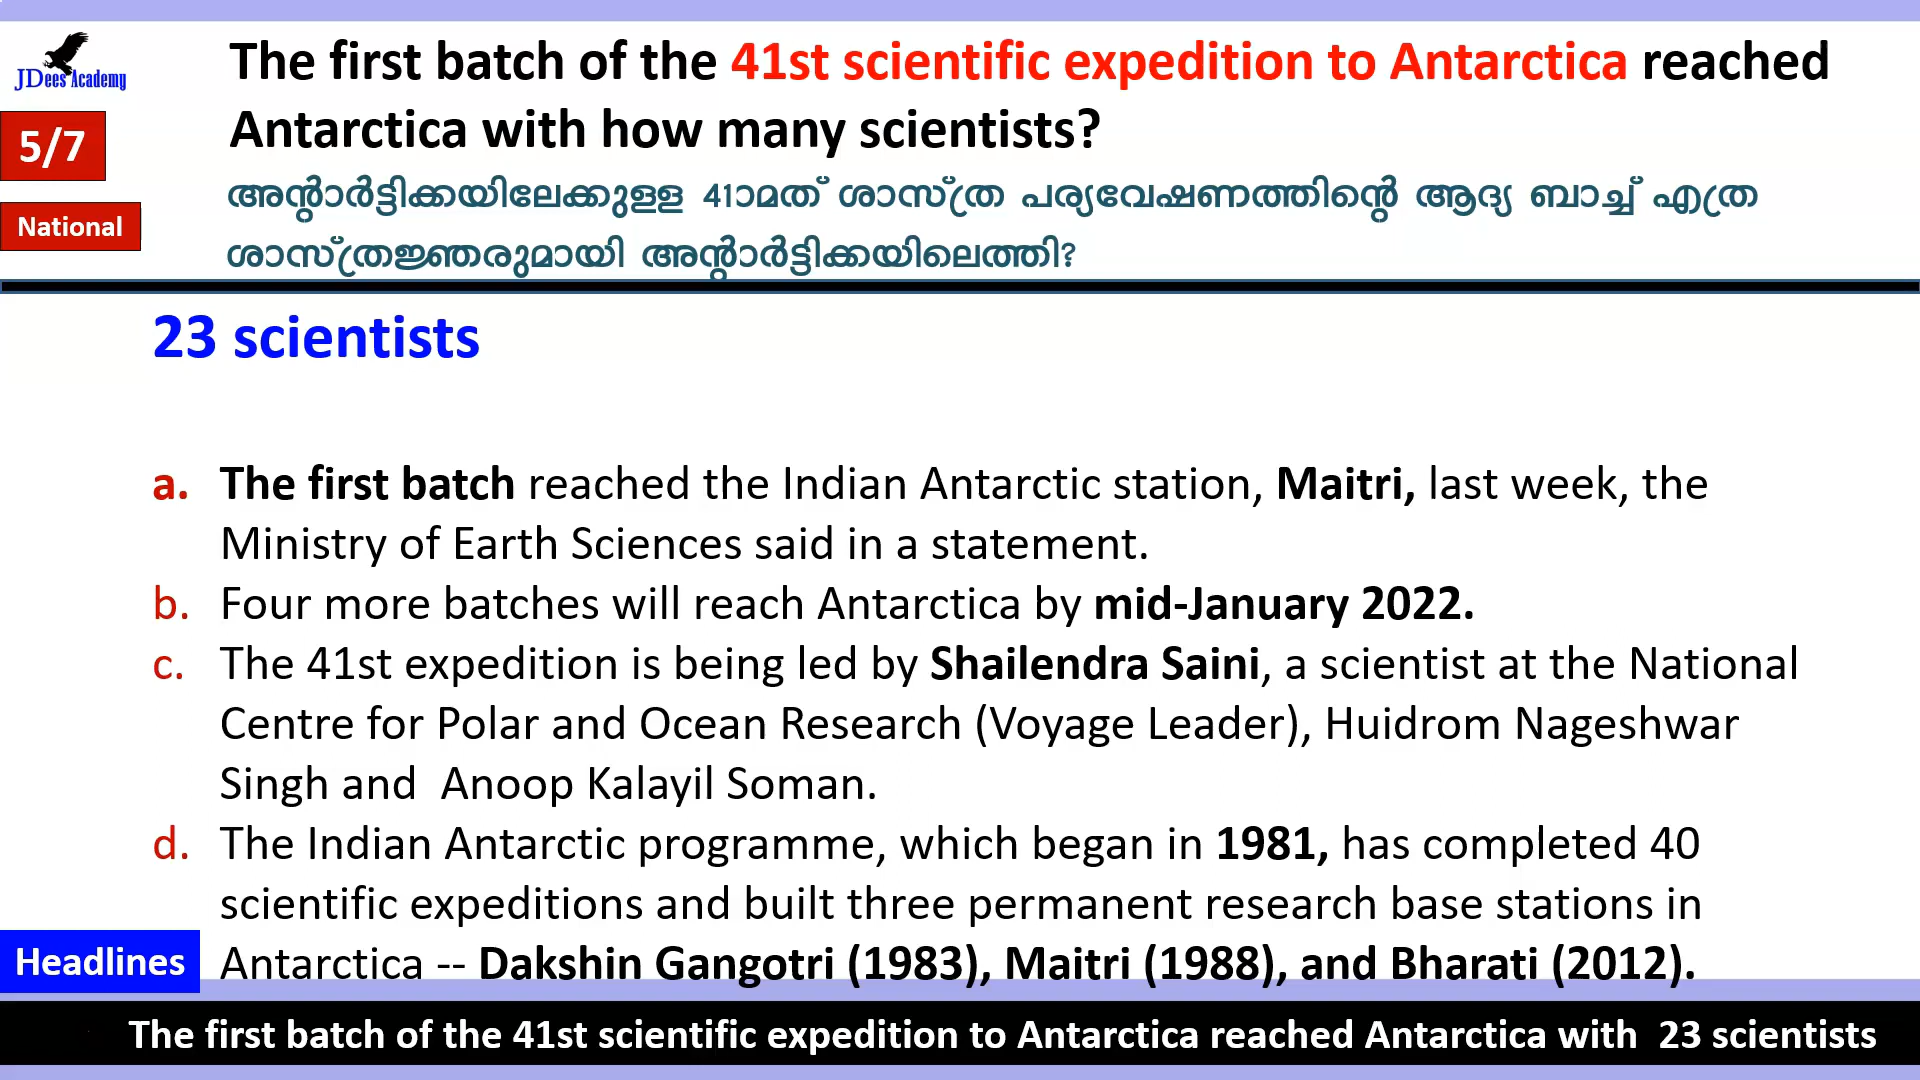 The first batch of the 41st scientific expedition to Antarctica reached
Antarctica with how many scientists?
JDees Academy
5/7
National
അന്റാർട്ടിക്കയിലേക്കുളള 41ാമത് ശാസ്ത്ര പര്യവേഷണത്തിന്റെ ആദ്യ ബാച്ച് എത്ര
ശാസ്ത്രജ്ഞരുമായി അന്റാർട്ടിക്കയിലെത്തി?
23 scientists
a. The first batch reached the Indian Antarctic station, Maitri, last week, the
Ministry of Earth Sciences said in a statement.
b. Four more batches will reach Antarctica by mid-January 2022.
c. The 41st expedition is being led by Shailendra Saini, a scientist at the National
Centre for Polar and Ocean Research (Voyage Leader), Huidrom Nageshwar
Singh and Anoop Kalayil Soman.
d. The Indian Antarctic programme, which began in 1981, has completed 40
scientific expeditions and built three permanent research base stations in
Antarctica -- Dakshin Gangotri (1983), Maitri (1988), and Bharati (2012).
Headlines
The first batch of the 41st scientific expedition to Antarctica reached Antarctica with 23 scientists